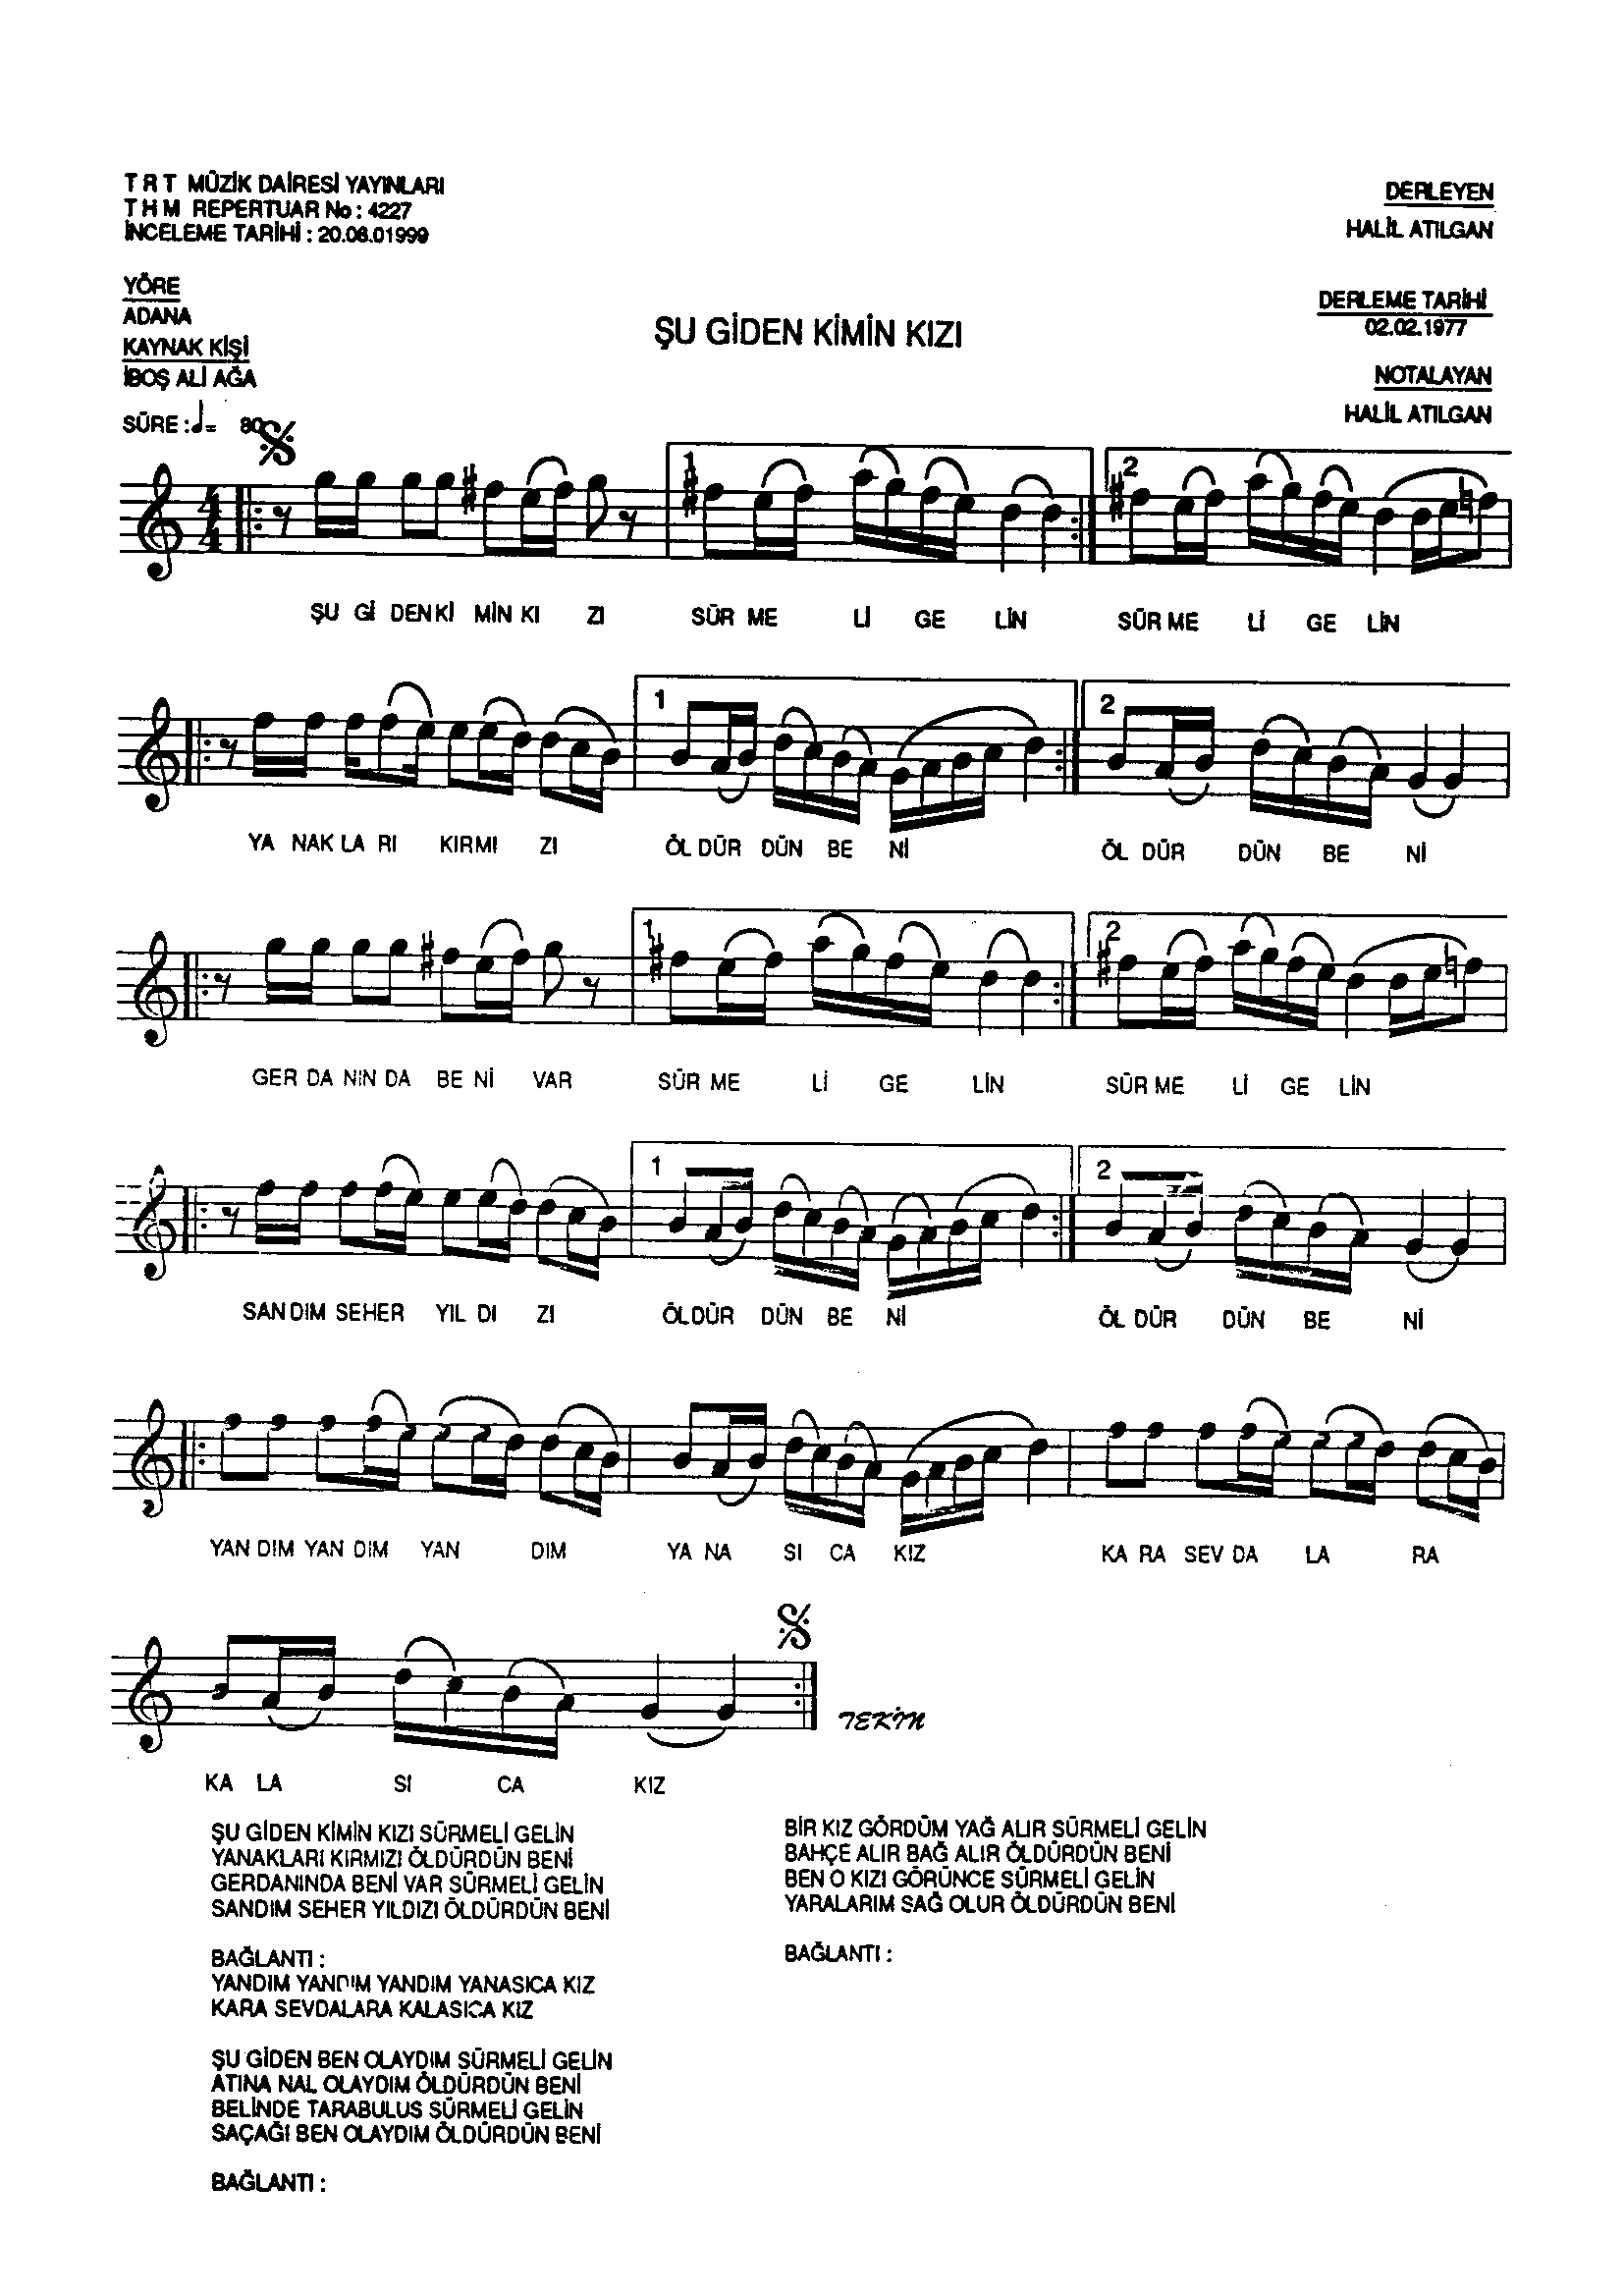 T R T MÜZİK DAİRESİ YAYINLARI
T H M REPERTUAR No : 4227
İNCELEME TARİHİ : 20.06.01999
DERLEYEN
HALİL ATILGAN
YÖRE
ADANA
KAYNAK KİŞİ
İBOŞ ALİ AĞA
SÜRE : ♩= 80
ŞU GİDEN KİMİN KIZI
DERLEME TARİHİ
02.02.1977
NOTALAYAN
HALİL ATILGAN
1 2
ŞU Gİ DEN Kİ MİN KI ZI SÜR ME Lİ GE LİN SÜR ME Lİ GE LİN
1 2
YA NAK LA RI KIR MI ZI ÖL DÜR DÜN BE Nİ ÖL DÜR DÜN BE Nİ
1 2
GER DA NIN DA BE Nİ VAR SÜR ME Lİ GE LİN SÜR ME Lİ GE LİN
1 2
SAN DIM SEHER YIL DI ZI ÖL DÜR DÜN BE Nİ ÖL DÜR DÜN BE Nİ
YAN DIM YAN DIM YAN DIM YA NA SI CA KIZ KA RA SEV DA LA RA
TEKİN
KA LA SI CA KIZ
ŞU GİDEN KİMİN KIZI SÜRMELİ GELİN
YANAKLARI KIRMIZI ÖLDÜRDÜN BENİ
GERDANINDA BENİ VAR SÜRMELİ GELİN
SANDIM SEHER YILDIZI ÖLDÜRDÜN BENİ
BAĞLANTI :
YANDIM YANDIM YANDIM YANASICA KIZ
KARA SEVDALARA KALASICA KIZ
ŞU GİDEN BEN OLAYDIM SÜRMELİ GELİN
ATINA NAL OLAYDIM ÖLDÜRDÜN BENİ
BELİNDE TARABULUS SÜRMELİ GELİN
SAÇAĞI BEN OLAYDIM ÖLDÜRDÜN BENİ
BAĞLANTI :
BİR KIZ GÖRDÜM YAĞ ALIR SÜRMELİ GELİN
BAHÇE ALIR BAĞ ALIR ÖLDÜRDÜN BENİ
BEN O KIZI GÖRÜNCE SÜRMELİ GELİN
YARALARIM SAĞ OLUR ÖLDÜRDÜN BENİ
BAĞLANTI :